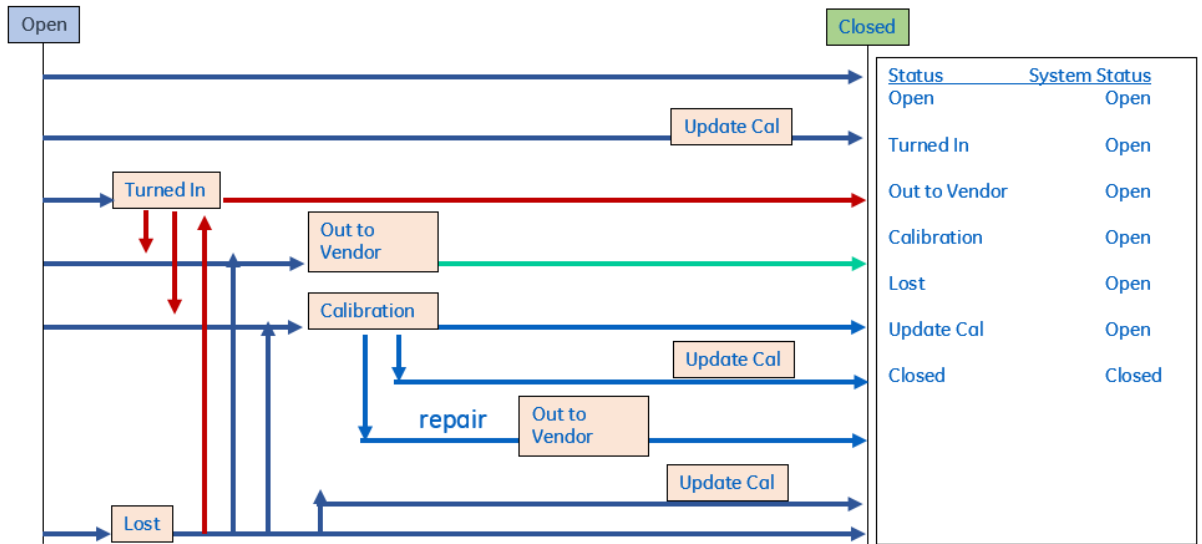 Open
Closed
Status System Status
Open Open
Update Cal
Turned In Open
Turned In
Out to Vendor Open
Out to
Vendor
Calibration Open
Lost Open
Calibration
Update Cal Open
Update Cal
Closed Closed
repair
Out to
Vendor
Update Cal
Lost